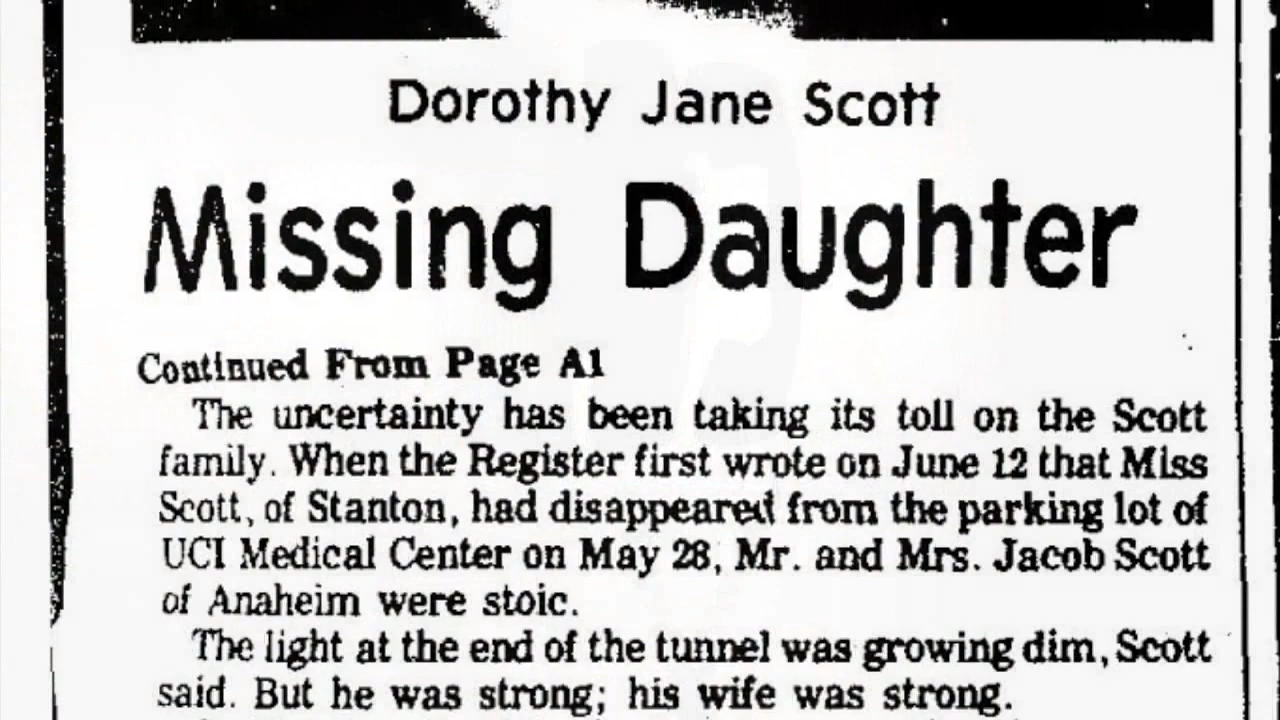 Dorothy Jane Scott
Missing Daughter
Continued From Page A1
The uncertainty has been taking its toll on the Scott
family. When the Register first wrote on June 12 that Miss
Scott, of Stanton, had disappeared from the parking lot of
UCI Medical Center on May 28, Mr. and Mrs. Jacob Scott
of Anaheim were stoic.
The light at the end of the tunnel was growing dim, Scott
said. But he was strong; his wife was strong.